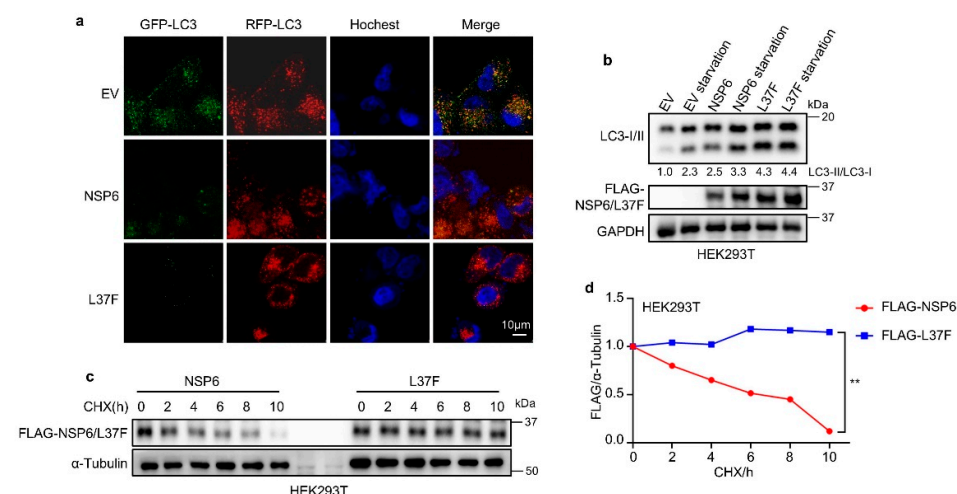 a
GFP-LC3
RFP-LC3
Hochest
Merge
EV
NSP6
L37F
10μm
b
EV
EV starvation
NSP6
NSP6 starvation
L37F
L37F starvation
kDa
LC3-I/II
20
1.0 2.3 2.5 3.3 4.3 4.4 LC3-II/LC3-I
FLAG-
NSP6/L37F
37
GAPDH
37
HEK293T
c
NSP6
L37F
CHX(h) 0 2 4 6 8 10 0 2 4 6 8 10 kDa
FLAG-NSP6/L37F
37
α-Tubulin
50
HEK293T
d
HEK293T
FLAG-NSP6
FLAG-L37F
**
FLAG/α-Tubulin
1.5
1.0
0.5
0.0
0 2 4 6 8 10
CHX/h